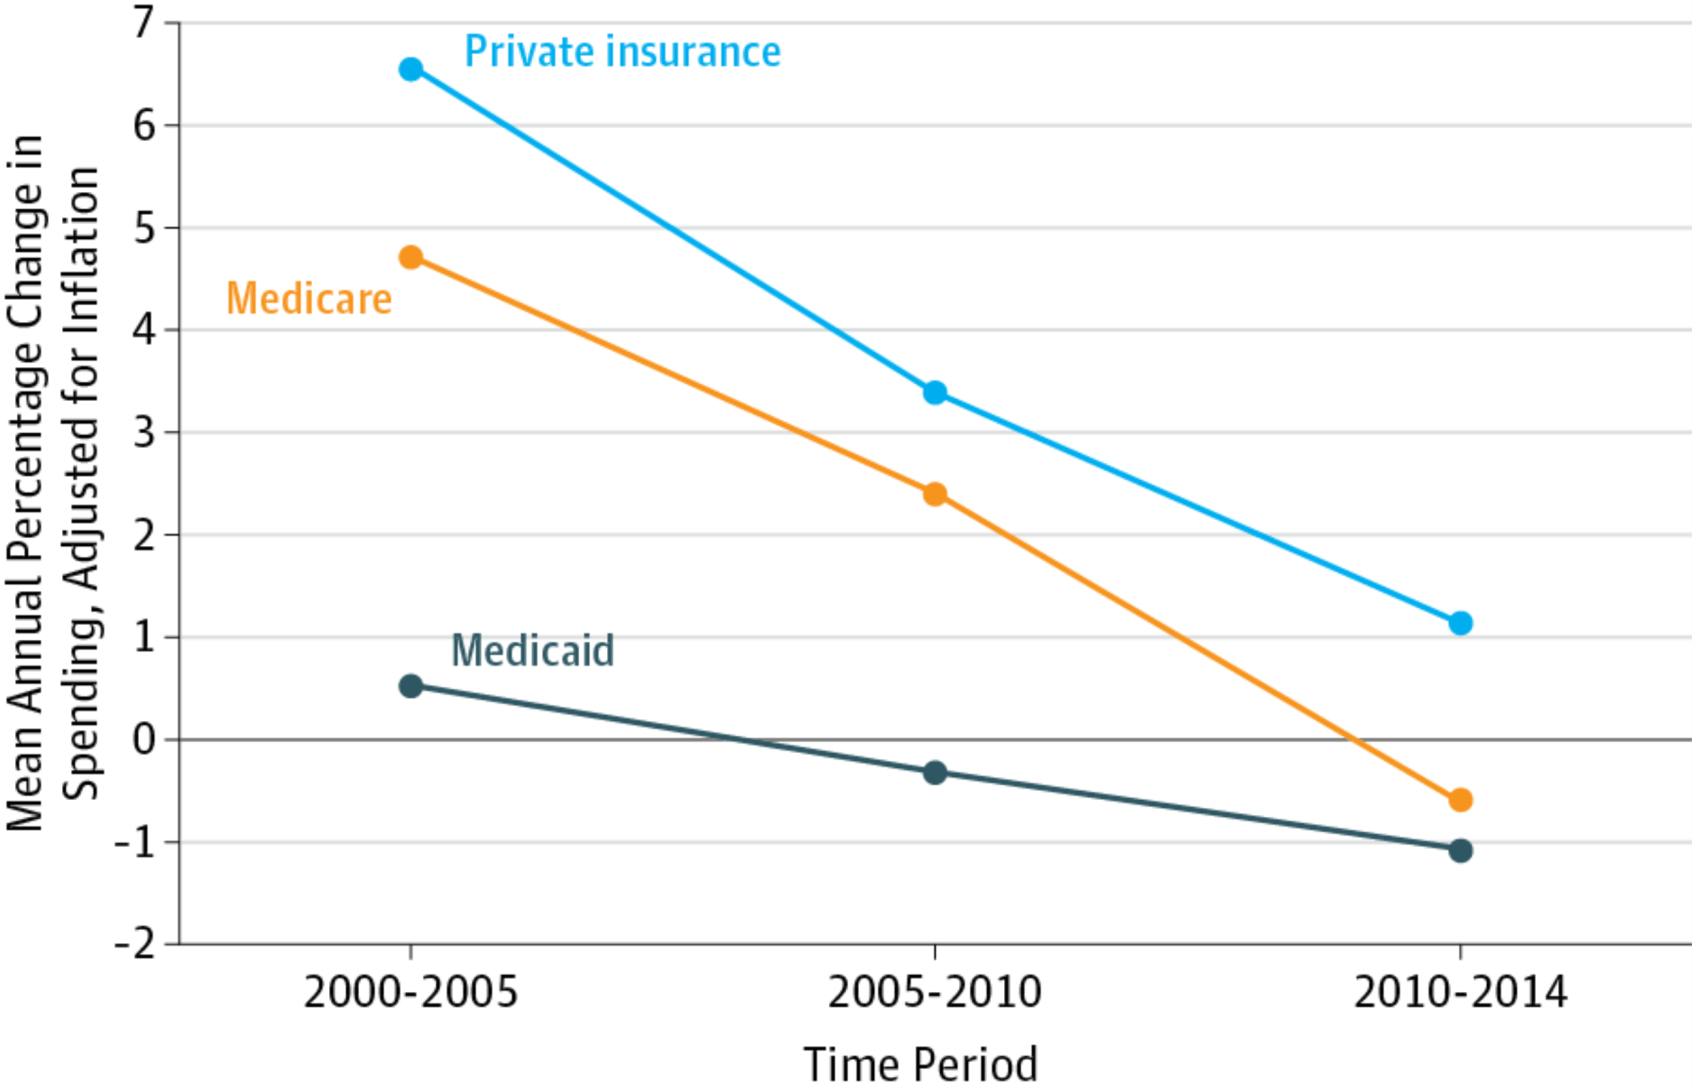 Mean Annual Percentage Change in
Spending, Adjusted for Inflation
7
6
5
4
3
2
1
0
-1
-2
Private insurance
Medicare
Medicaid
2000-2005
2005-2010
2010-2014
Time Period